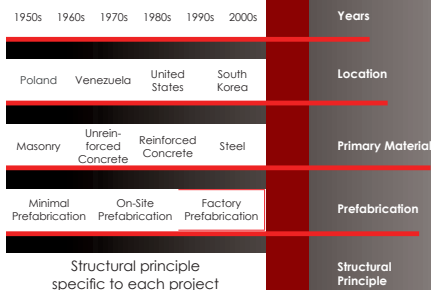 1950s 1960s 1970s 1980s 1990s 2000s Years
Poland Venezuela United States South Korea Location
Masonry Unrein-
forced
Concrete Reinforced
Concrete Steel Primary Material
Minimal
Prefabrication On-Site
Prefabrication Factory
Prefabrication Prefabrication
Structural principle
specific to each project Structural
Principle